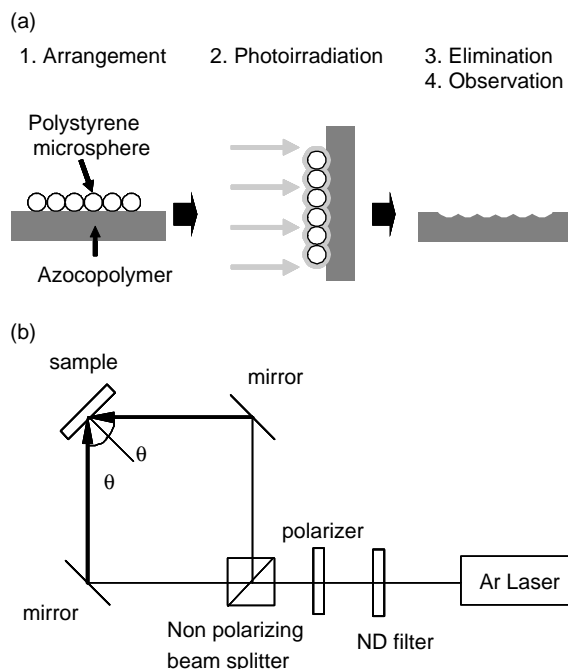 (a)
1. Arrangement
2. Photoirradiation
3. Elimination
4. Observation
Polystyrene
microsphere
Azocopolymer
(b)
sample
mirror
θ
θ
polarizer
Ar Laser
mirror
Non polarizing
beam splitter
ND filter